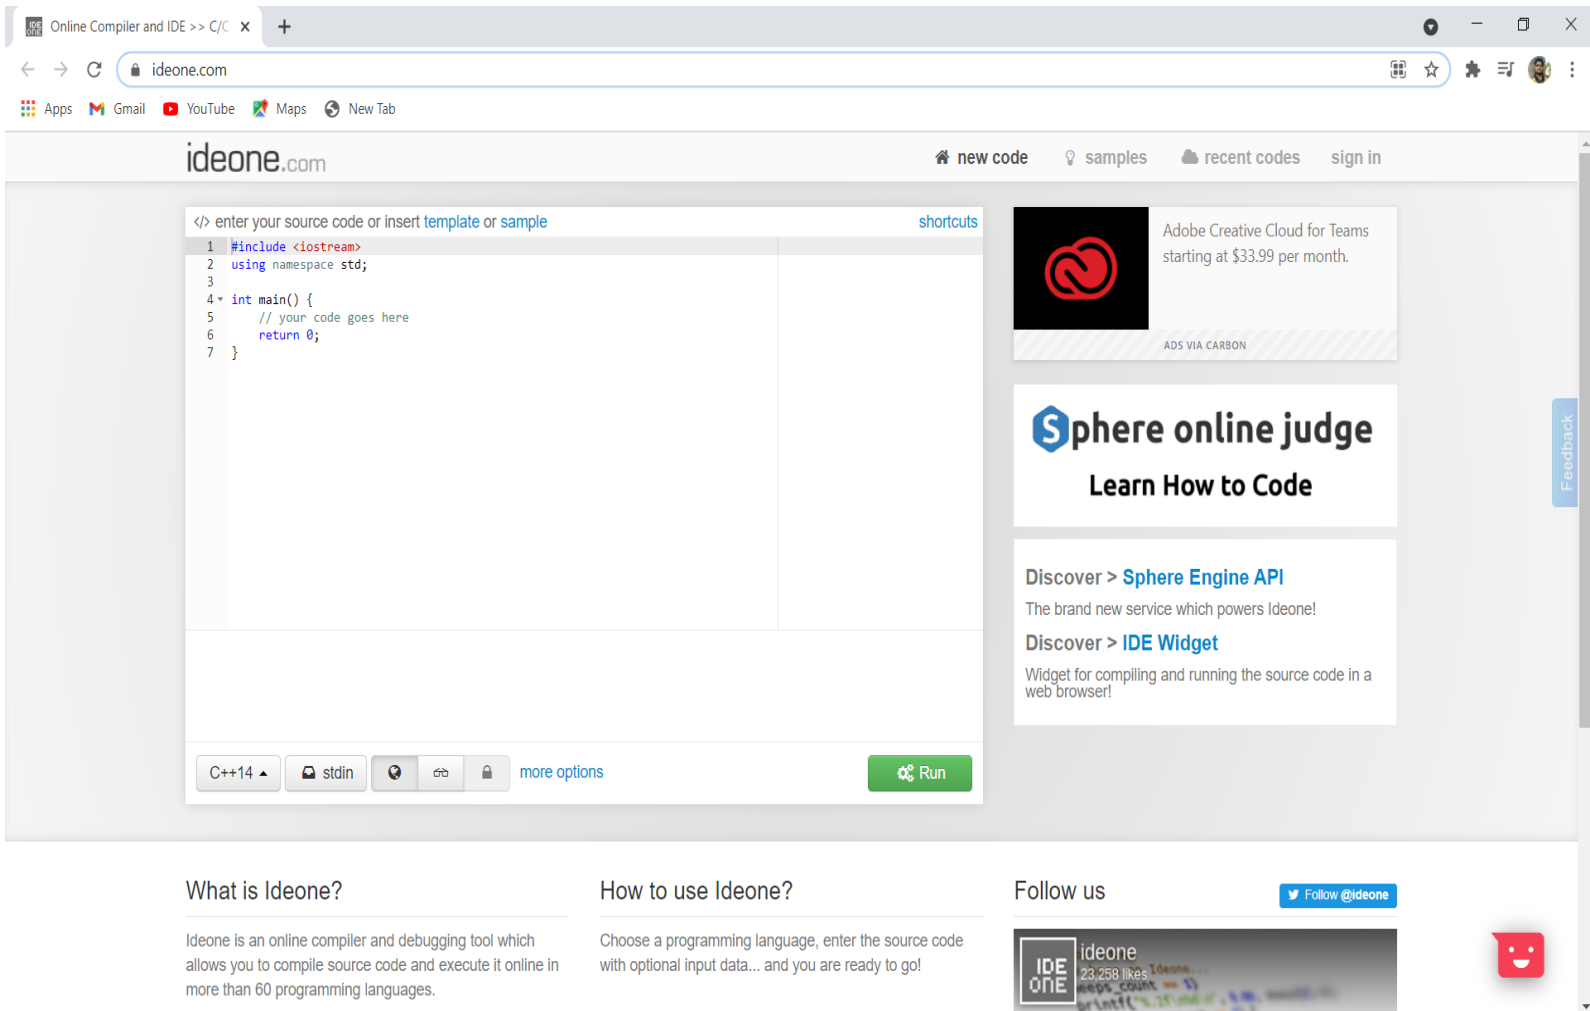 Online Compiler and IDE >> C/C
ideone.com
Apps Gmail YouTube Maps New Tab
ideone.com
new code samples recent codes sign in
</> enter your source code or insert template or sample shortcuts
1 #include <iostream>
2 using namespace std;
3
4 int main() {
5 // your code goes here
6 return 0;
7 }
C++14 stdin more options Run
Adobe Creative Cloud for Teams
starting at $33.99 per month.
ADS VIA CARBON
Sphere online judge
Learn How to Code
Discover > Sphere Engine API
The brand new service which powers Ideone!
Discover > IDE Widget
Widget for compiling and running the source code in a
web browser!
Feedback
What is Ideone?
Ideone is an online compiler and debugging tool which
allows you to compile source code and execute it online in
more than 60 programming languages.
How to use Ideone?
Choose a programming language, enter the source code
with optional input data... and you are ready to go!
Follow us
Follow @ideone
IDE
ONE
ideone
23,258 likes